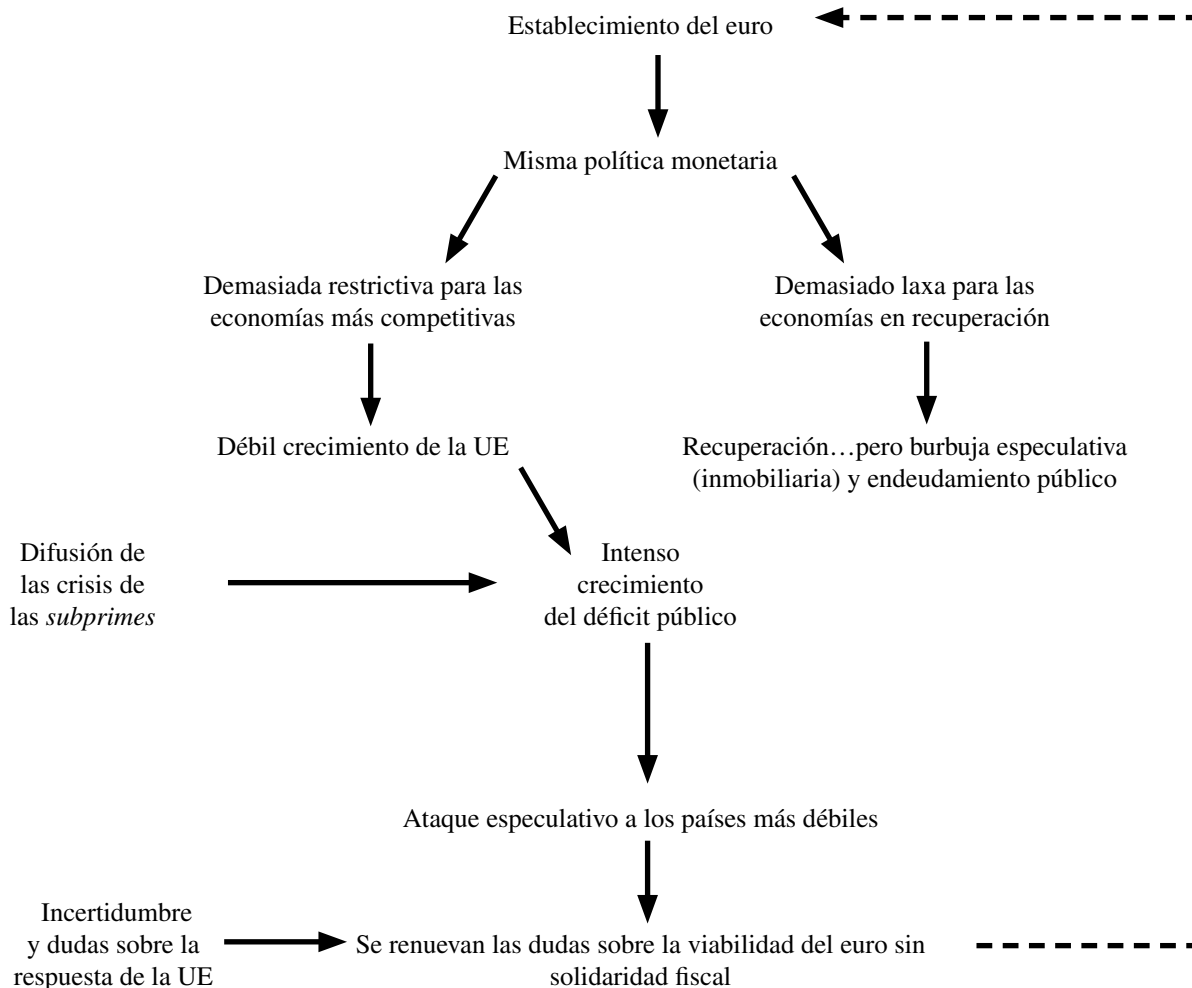 Establecimiento del euro
Misma política monetaria
Demasiada restrictiva para las
economías más competitivas
Demasiado laxa para las
economías en recuperación
Débil crecimiento de la UE
Recuperación…pero burbuja especulativa
(inmobiliaria) y endeudamiento público
Difusión de
las crisis de
las subprimes
Intenso
crecimiento
del déficit público
Ataque especulativo a los países más débiles
Incertidumbre
y dudas sobre la
respuesta de la UE
Se renuevan las dudas sobre la viabilidad del euro sin
solidaridad fiscal